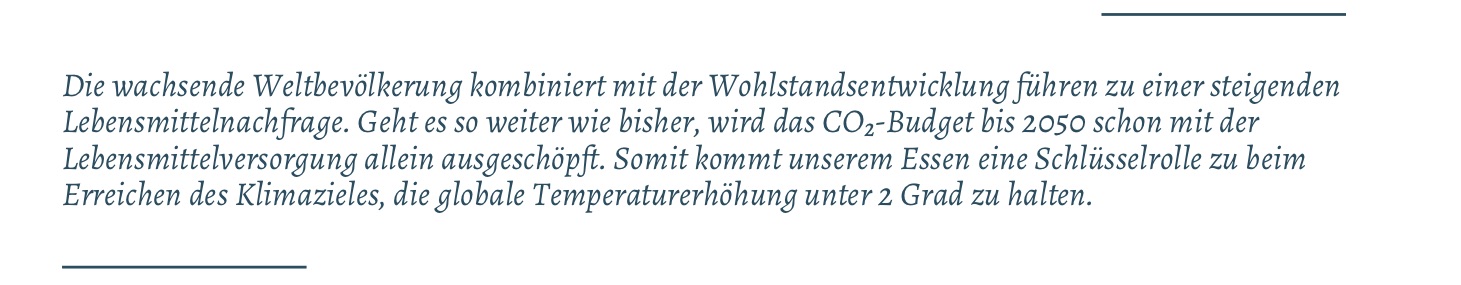 Die wachsende Weltbevölkerung kombiniert mit der Wohlstandsentwicklung führen zu einer steigenden
Lebensmittelnachfrage. Geht es so weiter wie bisher, wird das CO₂-Budget bis 2050 schon mit der
Lebensmittelversorgung allein ausgeschöpft. Somit kommt unserem Essen eine Schlüsselrolle zu beim
Erreichen des Klimazieles, die globale Temperaturerhöhung unter 2 Grad zu halten.